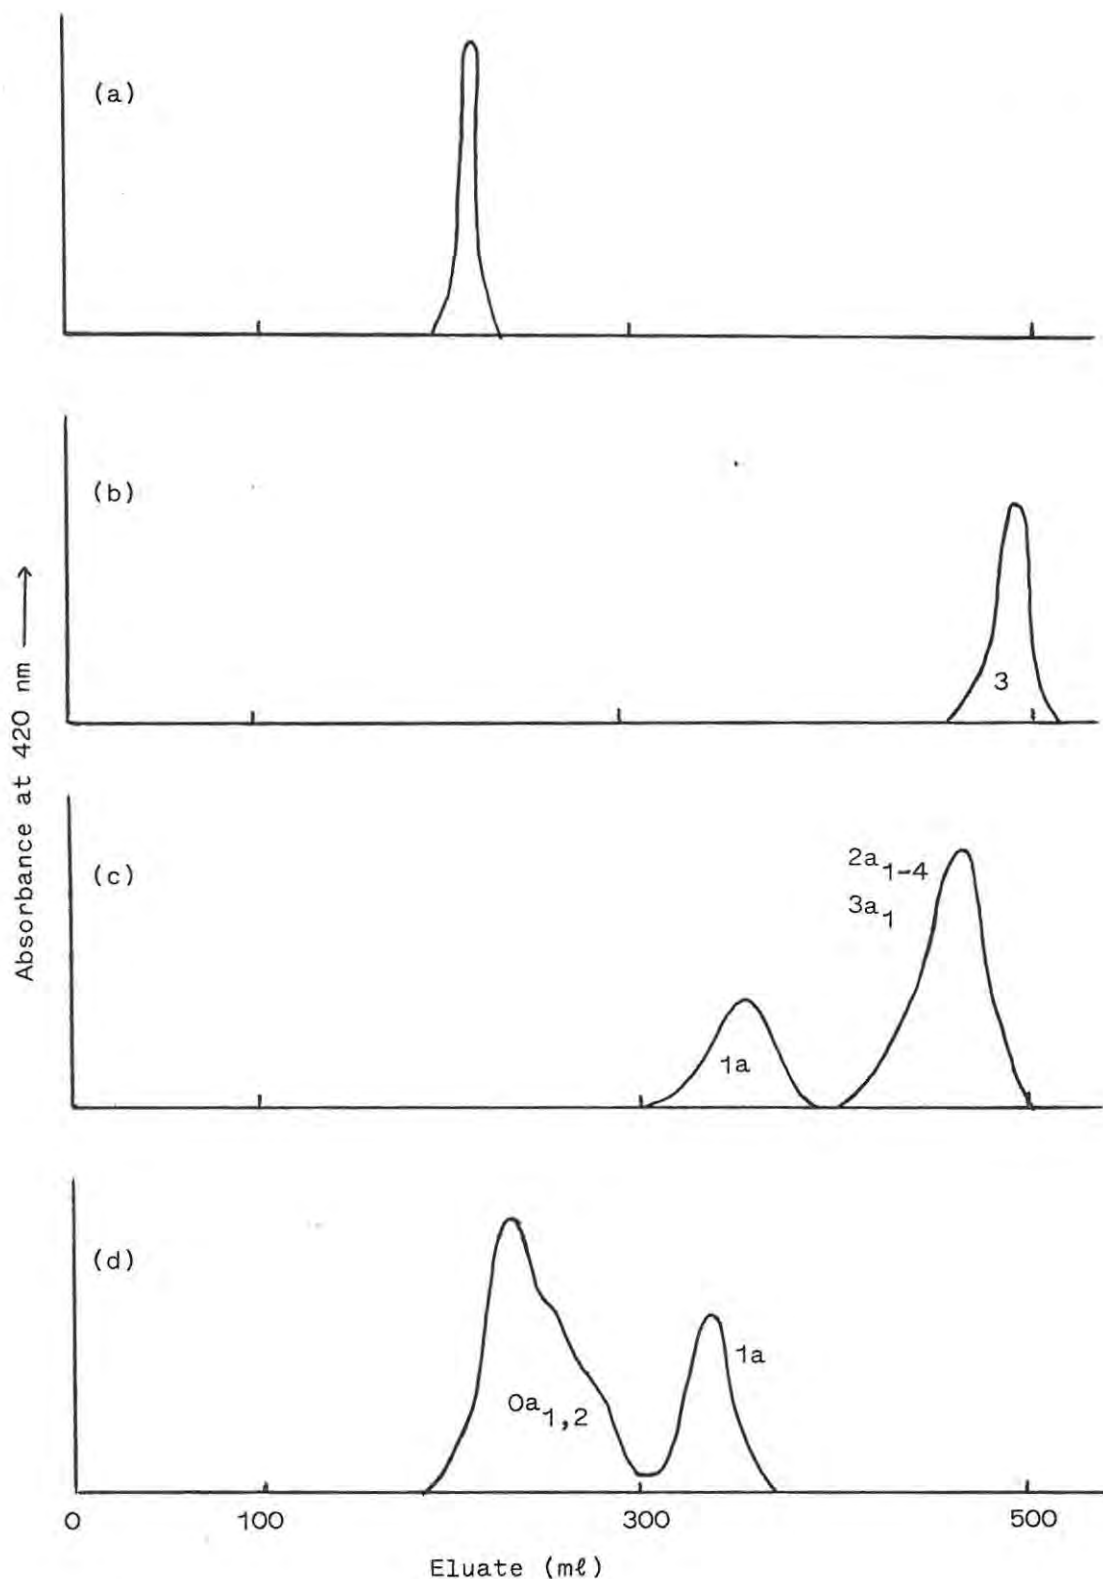 (a)
(b)
3
(c)
2a₁₋₄
3a₁
1a
(d)
1a
0a₁,₂
Absorbance at 420 nm →
0 100 300 500
Eluate (mℓ)